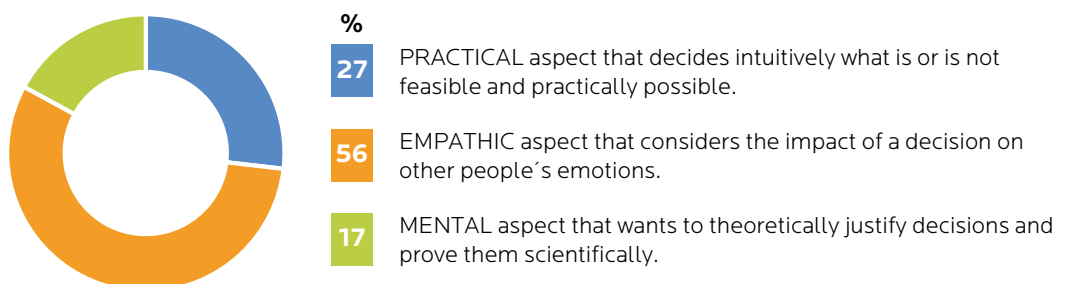 %
27 PRACTICAL aspect that decides intuitively what is or is not
feasible and practically possible.
56 EMPATHIC aspect that considers the impact of a decision on
other people´s emotions.
17 MENTAL aspect that wants to theoretically justify decisions and
prove them scientifically.